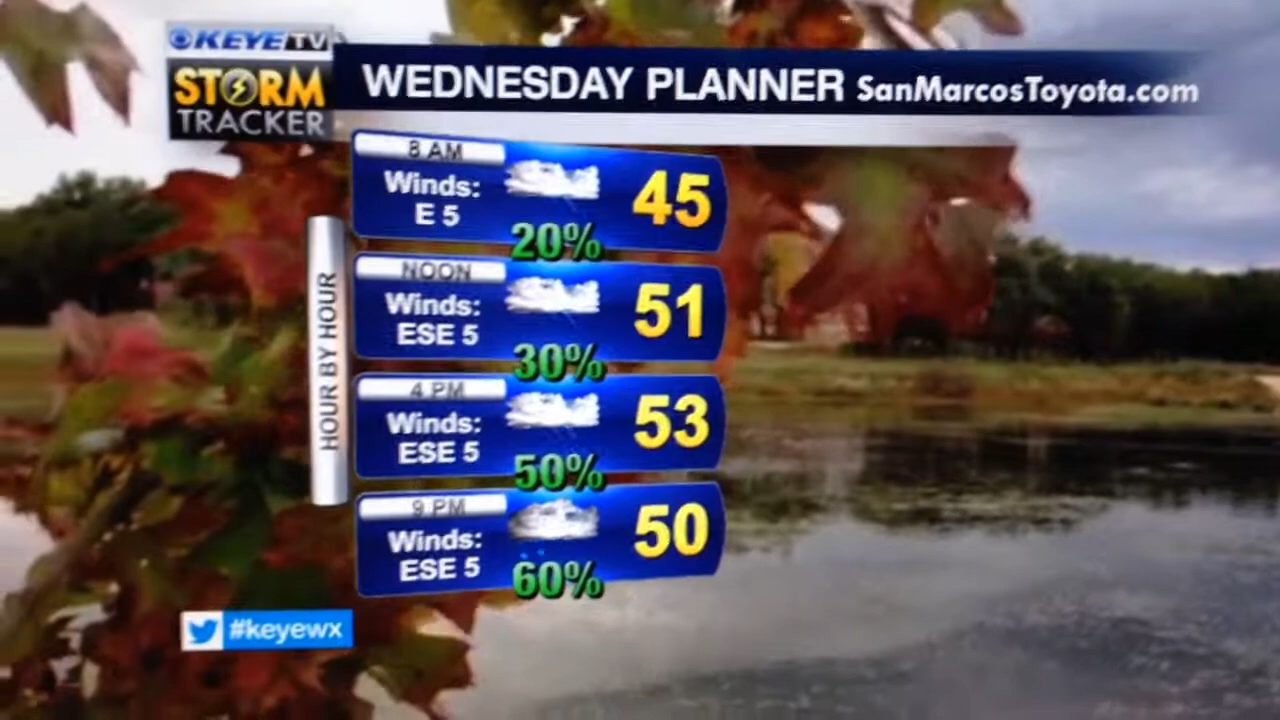 KEYE TV
STORM
TRACKER
WEDNESDAY PLANNER SanMarcosToyota.com
HOUR BY HOUR
8 AM
Winds:
E 5
20%
45
NOON
Winds:
ESE 5
30%
51
4 PM
Winds:
ESE 5
50%
53
9 PM
Winds:
ESE 5
60%
50
#keyewx